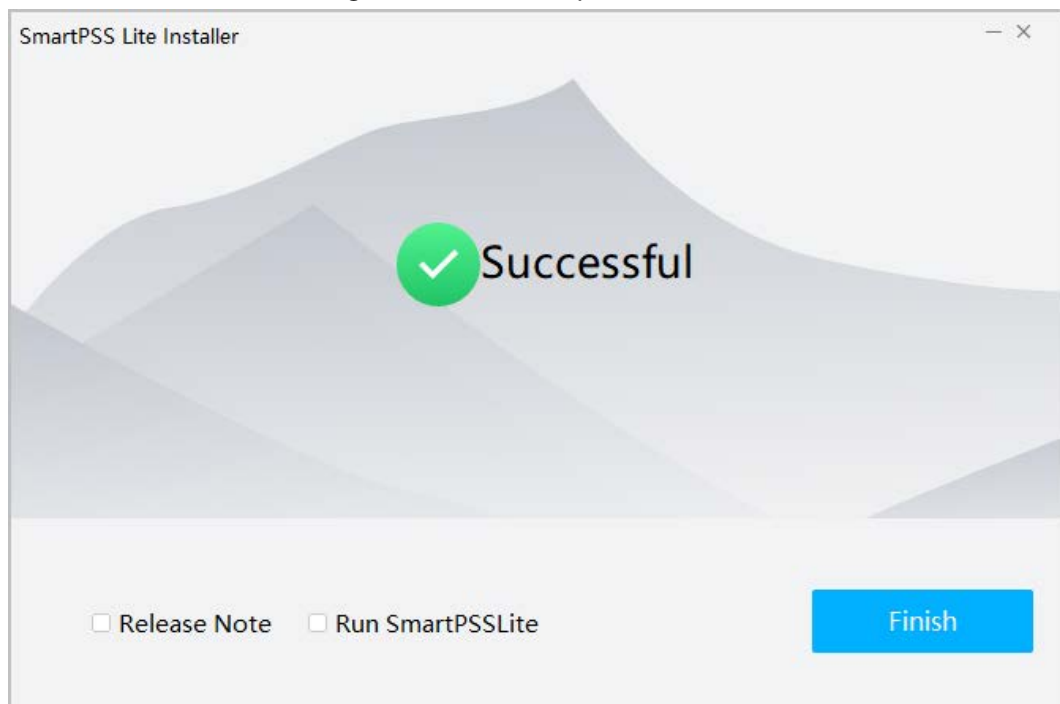 SmartPSS Lite Installer
Successful
Release Note
Run SmartPSSLite
Finish